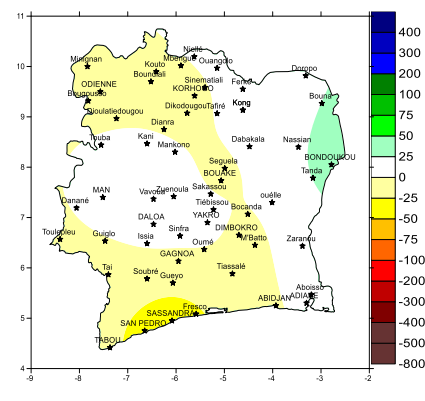 11
Niellé
Minignan
Kouto
Mbengué
Ouangolo
10
Doropo
400
Boundiali
Sinematiali
300
ODIENNE
KORHOGO
Ferke
200
Bougousso
Bouna
100
Dikodougou
Tafiré
Kong
9
Dioulatiedougou
75
Dianra
50
Touba
Kani
Dabakala
Nassian
25
Mankono
BONDOUKOU
0
8
Seguela
Tanda
BOUAKE
-25
MAN
Vavoua
Zuenoula
Sakassou
-50
Danané
Tiébissou
ouélle
7
Bocanda
-75
DALOA
YAKRO
Toulepleu
Guiglo
Issia
Sinfra
DIMBOKRO
M'Batto
Zaranou
-100
Oumé
GAGNOA
-200
6
Tai
Soubré
Gueyo
Tiassalé
-300
Aboisso
ABIDJAN
ADIAKE
-400
Fresco
SASSANDRA
5
SAN PEDRO
-500
TABOU
-800
4
-9
-8
-7
-6
-5
-4
-3
-2